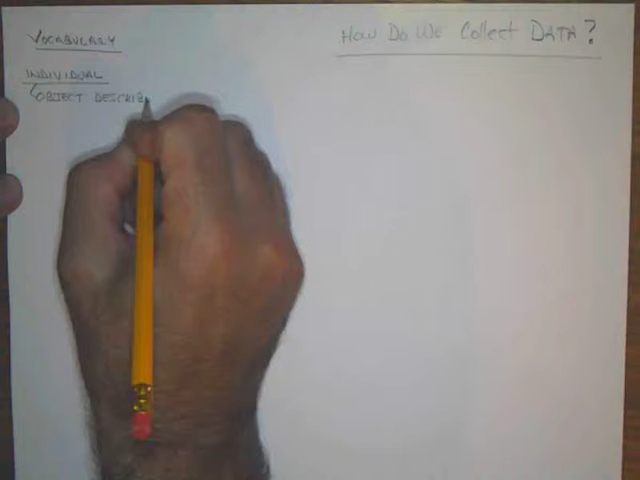 VOCABULARY
INDIVIDUAL
OBJECT DESCRIB
HOW DO WE COLLECT DATA?